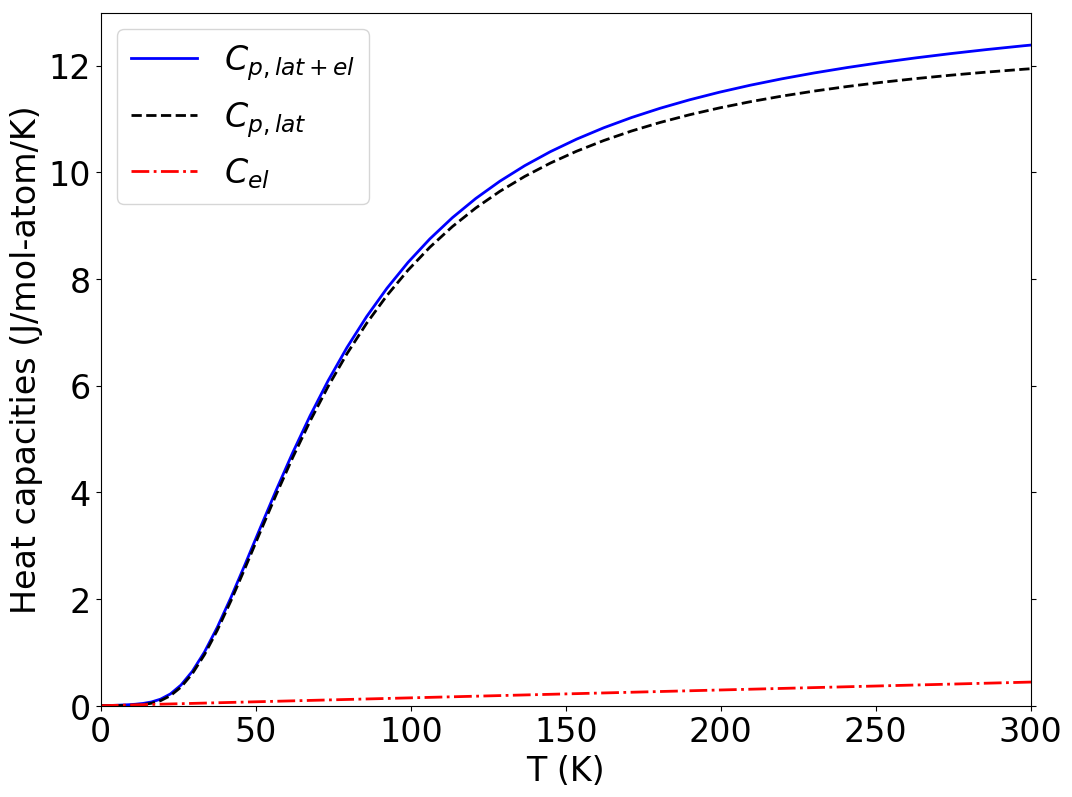 C_{p, lat+el}
C_{p, lat}
C_{el}
Heat capacities (J/mol-atom/K)
12
10
8
6
4
2
0
0 50 100 150 200 250 300
T (K)